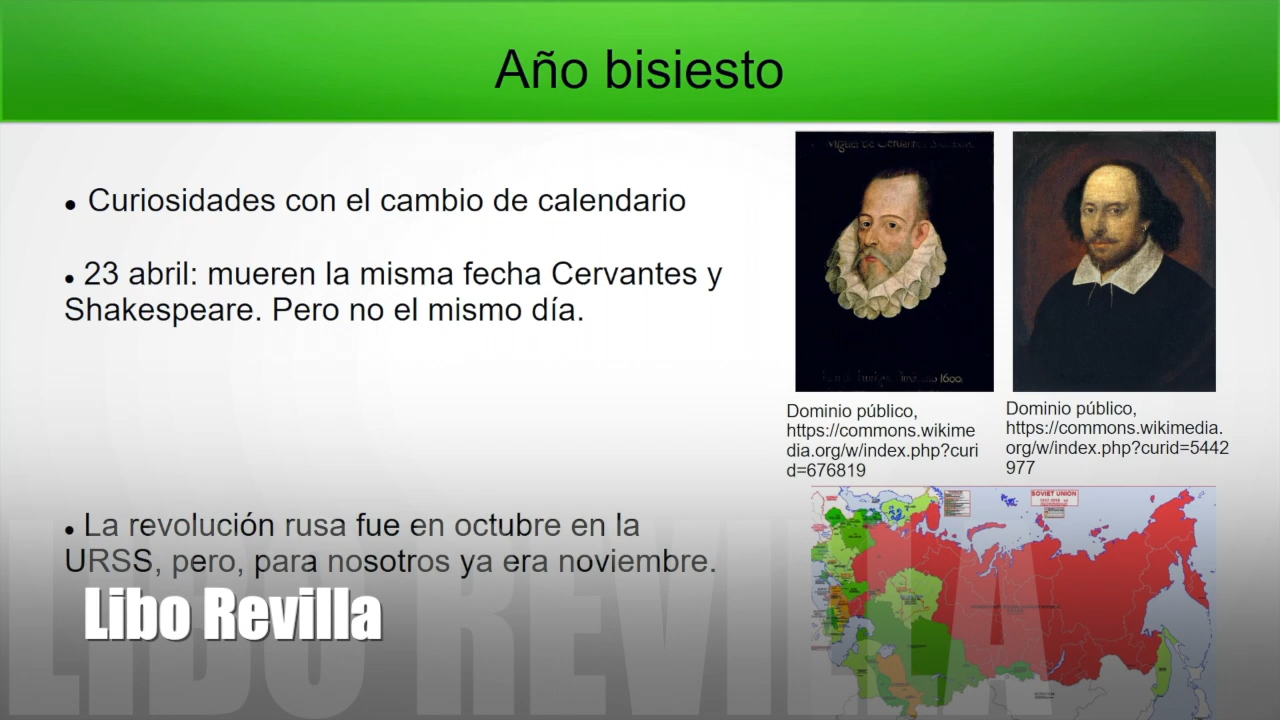 Año bisiesto
• Curiosidades con el cambio de calendario
• 23 abril: mueren la misma fecha Cervantes y
Shakespeare. Pero no el mismo día.
Dominio público,
https://commons.wikime
dia.org/w/index.php?curi
d=676819
Dominio público,
https://commons.wikimedia.
org/w/index.php?curid=5442
977
• La revolución rusa fue en octubre en la
URSS, pero, para nosotros ya era noviembre.
SOVIET UNION
Libo Revilla
LIBO REVILLA